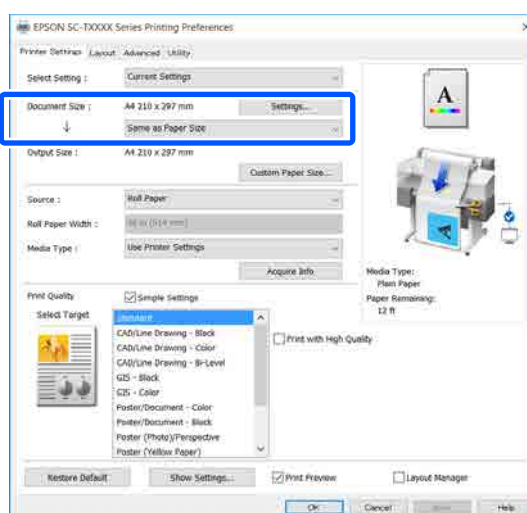 EPSON SC-TXXXX Series Printing Preferences
Printer Settings Layout Advanced Utility
Select Setting : Current Settings
Document Size : A4 210 x 297 mm Settings...
↓ Same as Paper Size
Output Size : A4 210 x 297 mm
Custom Paper Size...
Source : Roll Paper
Roll Paper Width :
Media Type : Use Printer Settings
Acquire Info
A
Media Type:
Plain Paper
Paper Remaining:
12 ft
Print Quality Simple Settings
Select Target
Standard
CAD/Line Drawing - Black
CAD/Line Drawing - Color
CAD/Line Drawing - Bi-Level
GIS - Black
GIS - Color
Poster/Document - Color
Poster/Document - Black
Poster (Photo)/Perspective
Poster (Yellow Paper)
Print with High Quality
Restore Default Show Settings... Print Preview Layout Manager
OK Cancel Help